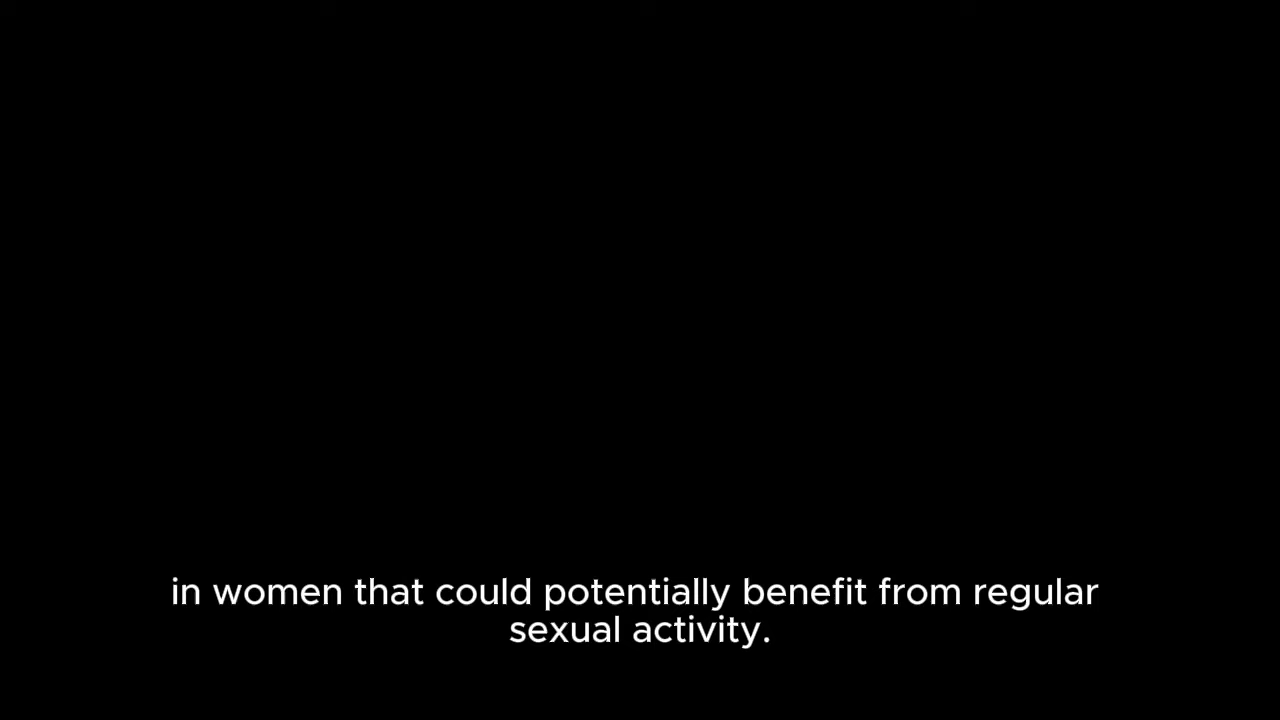 in women that could potentially benefit from regular
sexual activity.